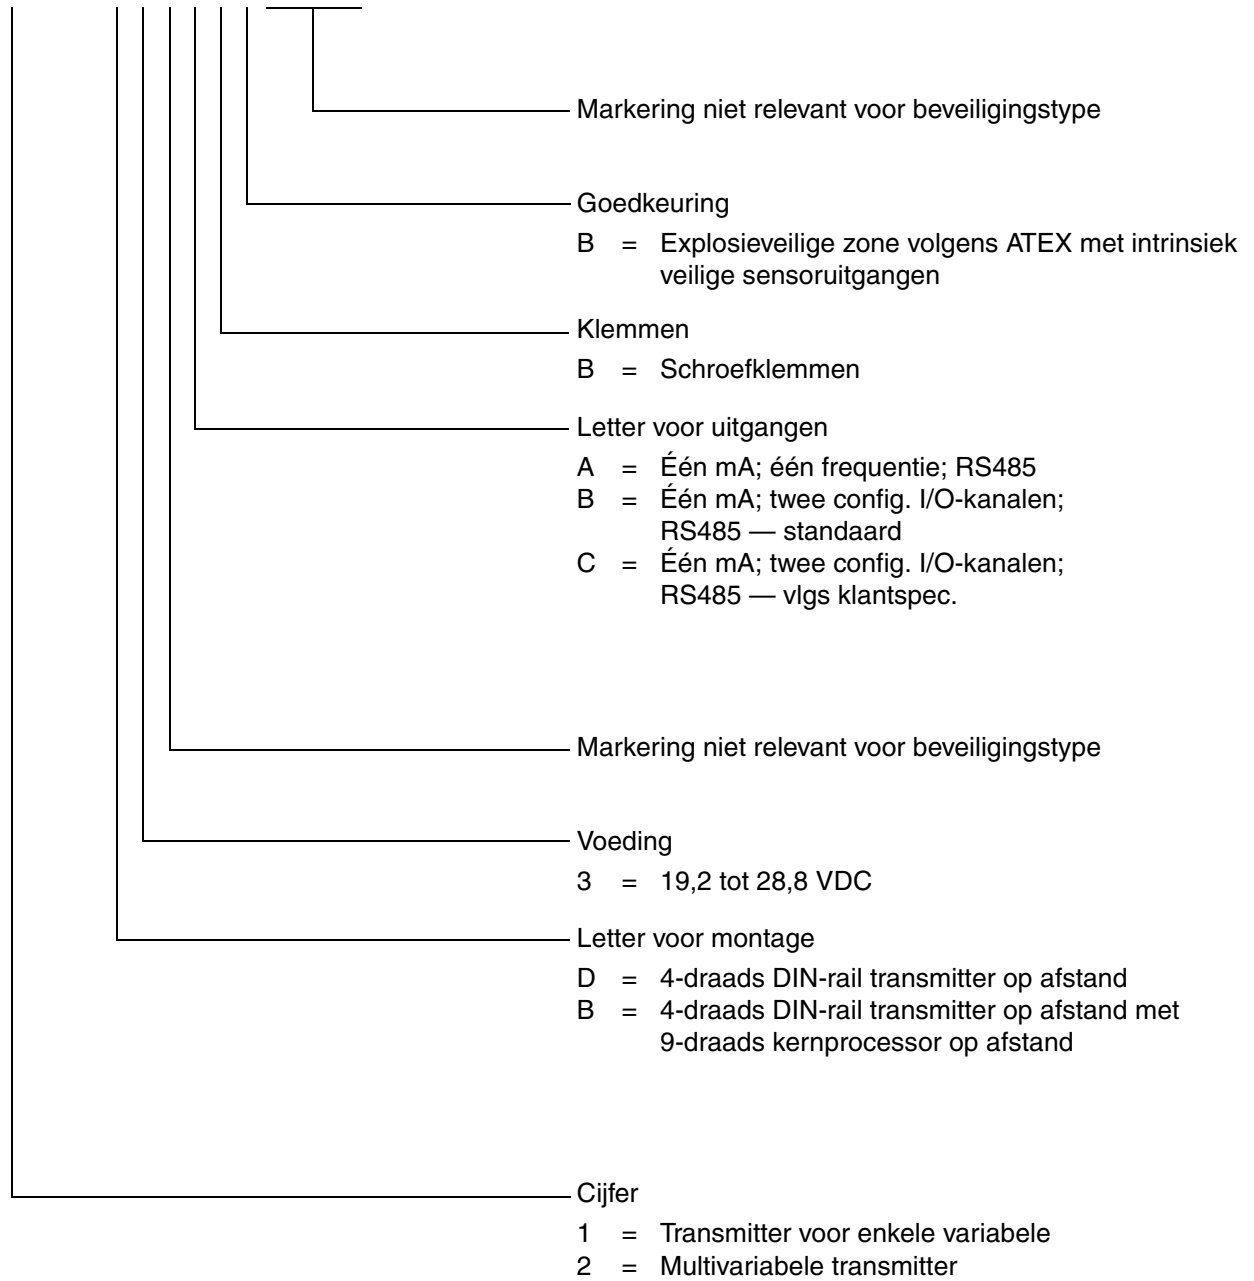 Markering niet relevant voor beveiligingstype
Goedkeuring
B = Explosieveilige zone volgens ATEX met intrinsiek
veilige sensoruitgangen
Klemmen
B = Schroefklemmen
Letter voor uitgangen
A = Één mA; één frequentie; RS485
B = Één mA; twee config. I/O-kanalen;
RS485 — standaard
C = Één mA; twee config. I/O-kanalen;
RS485 — vlgs klantspec.
Markering niet relevant voor beveiligingstype
Voeding
3 = 19,2 tot 28,8 VDC
Letter voor montage
D = 4-draads DIN-rail transmitter op afstand
B = 4-draads DIN-rail transmitter op afstand met
9-draads kernprocessor op afstand
Cijfer
1 = Transmitter voor enkele variabele
2 = Multivariabele transmitter